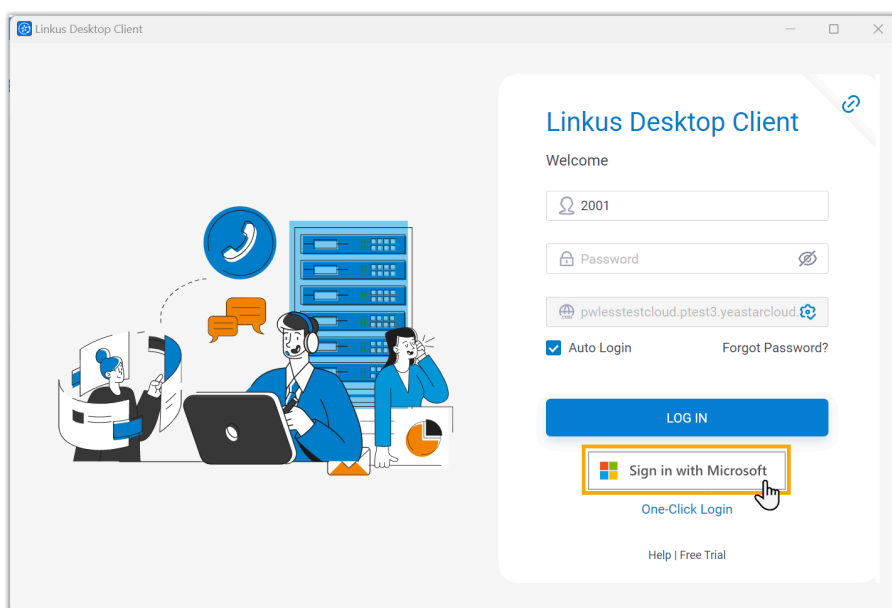 Linkus Desktop Client
Linkus Desktop Client
Welcome
2001
Password
pwlesstestcloud.ptest3.yeastarcloud.
Auto Login Forgot Password?
LOG IN
Sign in with Microsoft
One-Click Login
Help | Free Trial